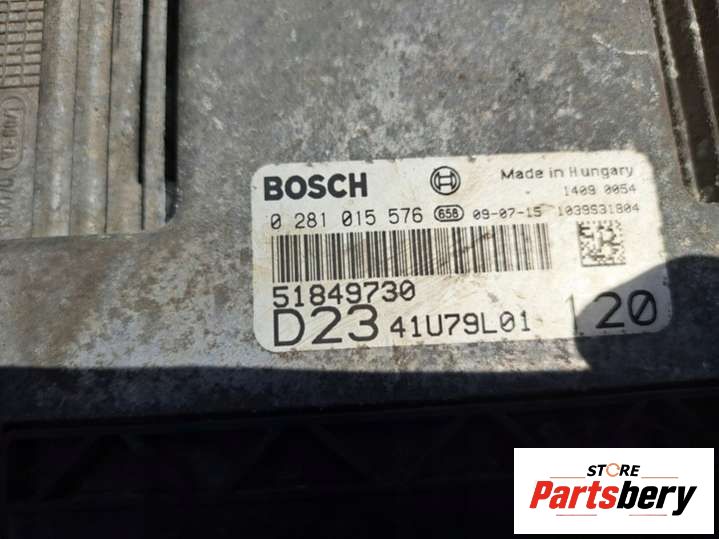 BOSCH
Made in Hungary
1409 0054
0 281 015 576 658 09-07-15 1039S31804
51849730
D23 41U79L01 120
STORE
Partsbery